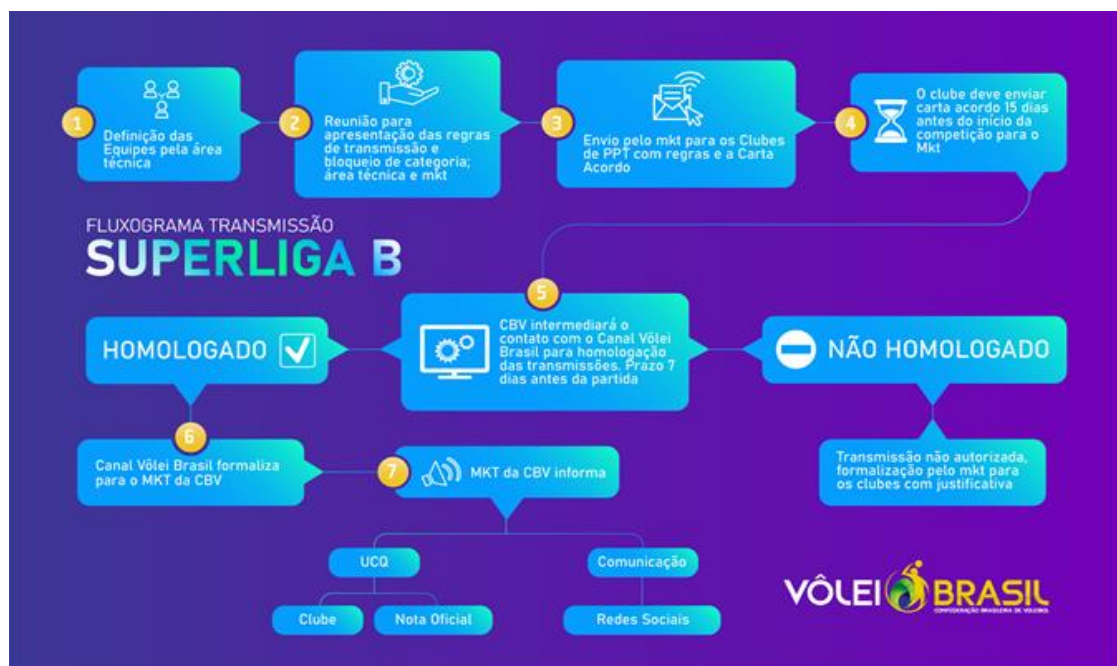 1
Definição das
Equipes pela área
técnica
2
Reunião para
apresentação das regras
de transmissão e
bloqueio de categoria;
área técnica e mkt
3
Envio pelo mkt para os Clubes
de PPT com regras e a Carta
Acordo
4
O clube deve enviar
carta acordo 15 dias
antes do início da
competição para o
Mkt
FLUXOGRAMA TRANSMISSÃO
SUPERLIGA B
5
CBV intermediará o
contato com o Canal Vôlei
Brasil para homologação
das transmissões. Prazo 7
dias antes da partida
HOMOLOGADO
NÃO HOMOLOGADO
6
Canal Vôlei Brasil formaliza
para o MKT da CBV
7
MKT da CBV informa
Transmissão não autorizada,
formalização pelo mkt para
os clubes com justificativa
UCQ
Comunicação
Clube
Nota Oficial
Redes Sociais
VÔLEI BRASIL
CONFEDERAÇÃO BRASILEIRA DE VOLEIBOL